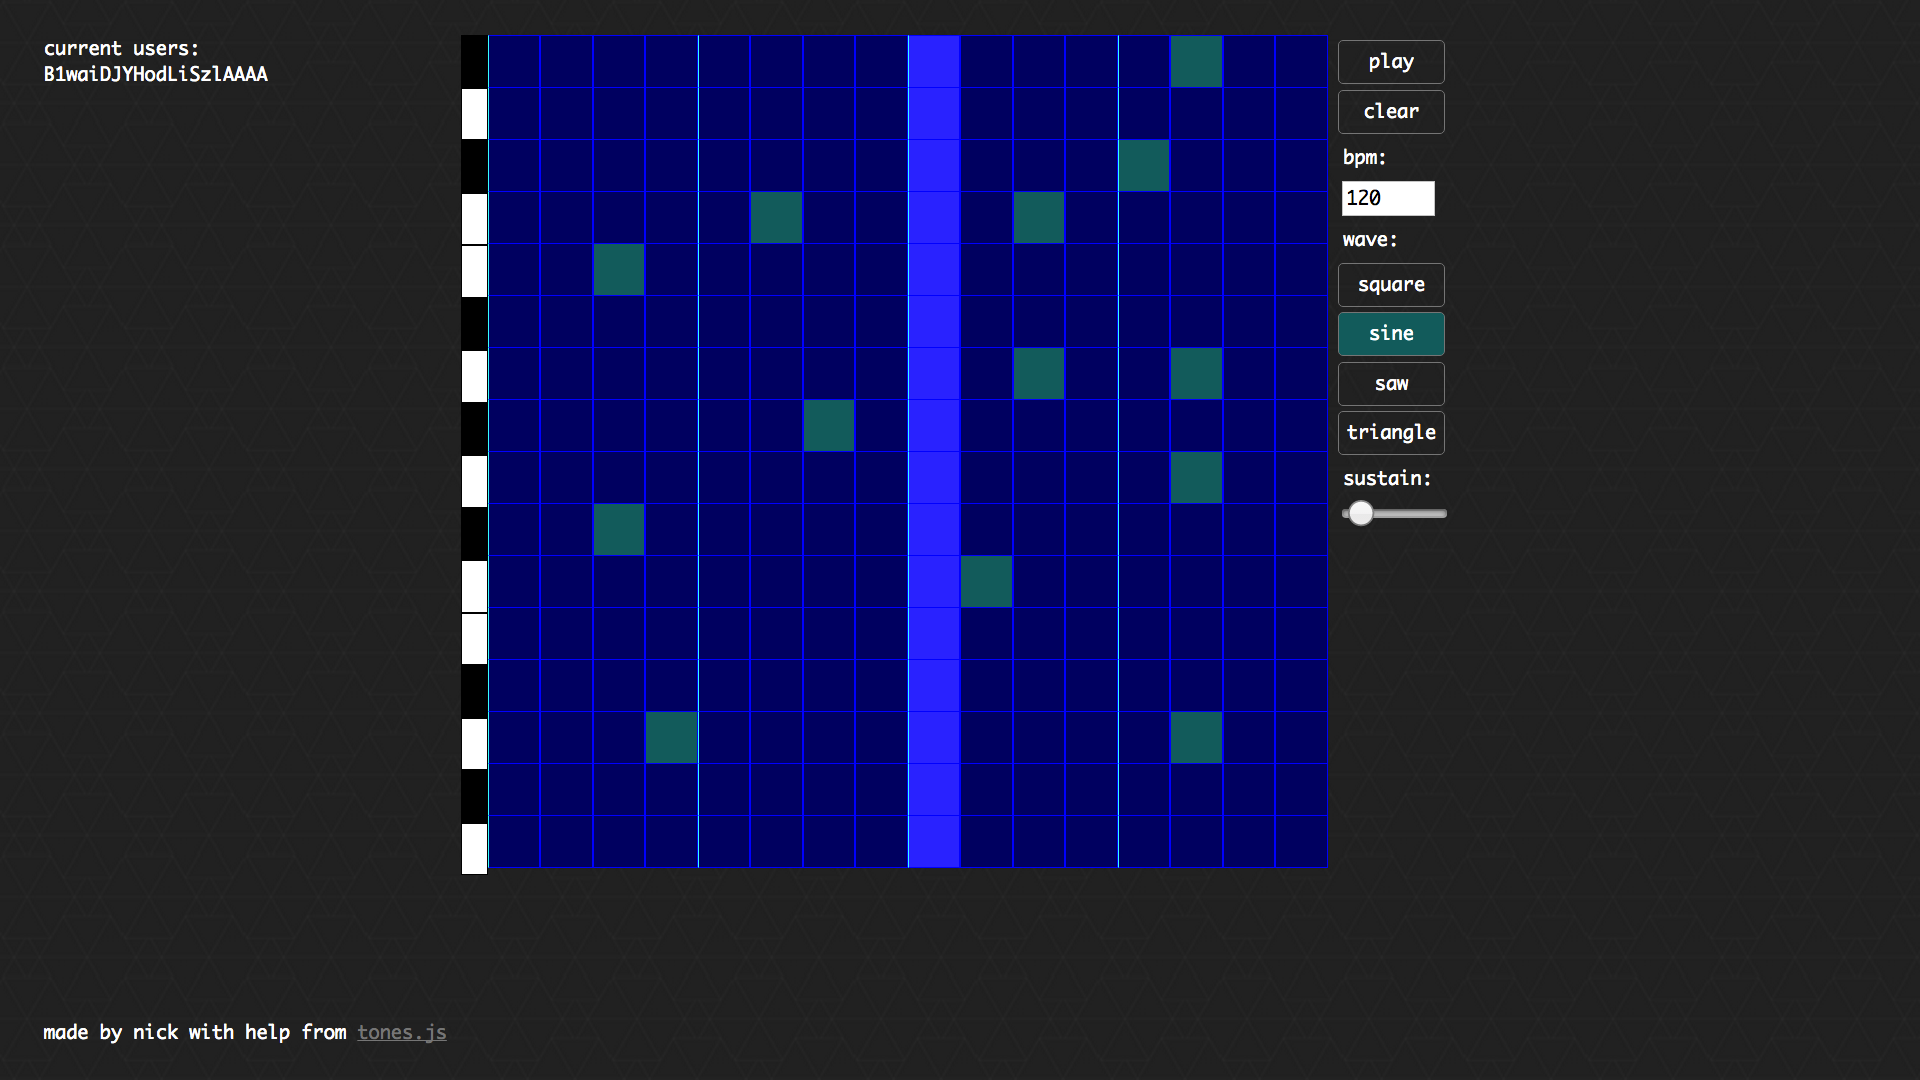 current users:
B1waiDJYHodLiSzlAAAA
play
clear
bpm:
120
wave:
square
sine
saw
triangle
sustain:
made by nick with help from tones.js